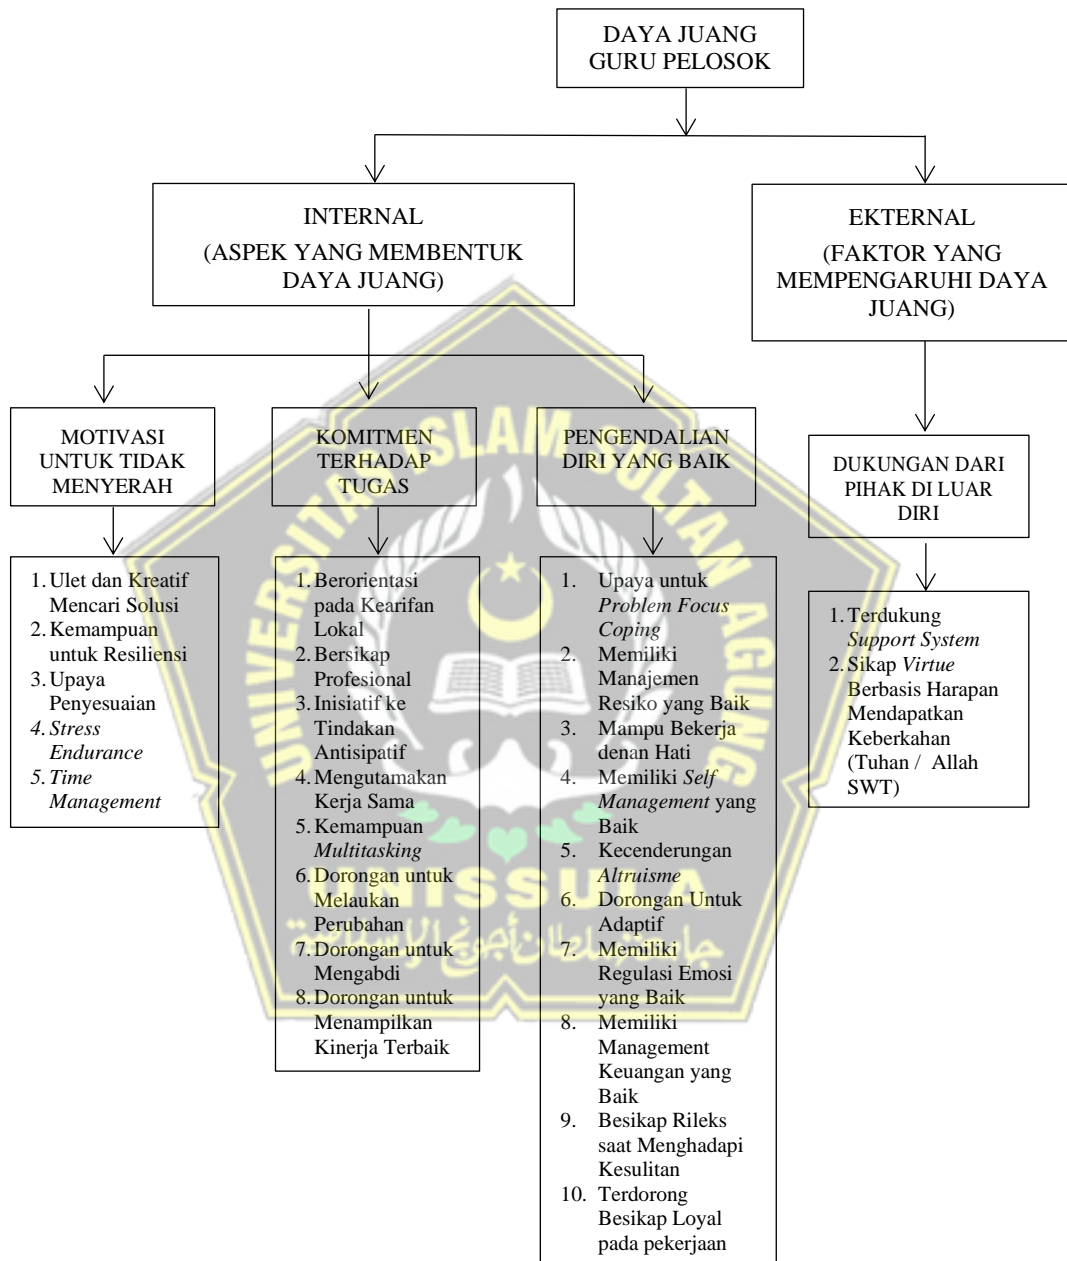 DAYA JUANG
GURU PELOSOK
INTERNAL
(ASPEK YANG MEMBENTUK
DAYA JUANG)
EKTERNAL
(FAKTOR YANG
MEMPENGARUHI DAYA
JUANG)
MOTIVASI
UNTUK TIDAK
MENYERAH
KOMITMEN
TERHADAP
TUGAS
PENGENDALIAN
DIRI YANG BAIK
DUKUNGAN DARI
PIHAK DI LUAR
DIRI
1. Ulet dan Kreatif
Mencari Solusi
2. Kemampuan
untuk Resiliensi
3. Upaya
Penyesuaian
4. Stress
Endurance
5. Time
Management
1. Berorientasi
pada Kearifan
Lokal
2. Bersikap
Profesional
3. Inisiatif ke
Tindakan
Antisipatif
4. Mengutamakan
Kerja Sama
5. Kemampuan
Multitasking
6. Dorongan untuk
Melaukan
Perubahan
7. Dorongan untuk
Mengabdi
8. Dorongan untuk
Menampilkan
Kinerja Terbaik
1. Upaya untuk
Problem Focus
Coping
2. Memiliki
Manajemen
Resiko yang Baik
3. Mampu Bekerja
denan Hati
4. Memiliki Self
Management yang
Baik
5. Kecenderungan
Altruisme
6. Dorongan Untuk
Adaptif
7. Memiliki
Regulasi Emosi
yang Baik
8. Memiliki
Management
Keuangan yang
Baik
9. Besikap Rileks
saat Menghadapi
Kesulitan
10. Terdorong
Besikap Loyal
pada pekerjaan
1. Terdukung
Support System
2. Sikap Virtue
Berbasis Harapan
Mendapatkan
Keberkahan
(Tuhan / Allah
SWT)
UNIVERSITAS ISLAM SULTAN AGUNG
UNISSULA
جامعة سلطان أجونج الإسلامية